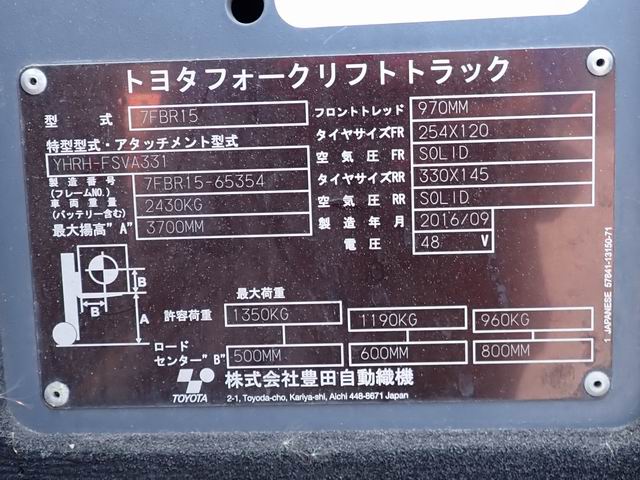 トヨタフォークリフトトラック
型式 7FBR15
フロントトレッド 970MM
特型型式・アタッチメント型式
タイヤサイズFR 254X120
YHRH-FSVA331
空気圧FR SOLID
製造番号 (フレームNO.) 7FBR15-65354
タイヤサイズRR 330X145
車両重量 (バッテリー含む) 2430KG
空気圧RR SOLID
最大揚高"A" 3700MM
製造年月 2016/09
電圧 48 V
B
B
A
最大荷重
許容荷重 1350KG 1190KG 960KG
ロード
センター"B" 500MM 600MM 800MM
TOYOTA 株式会社豊田自動織機
2-1, Toyoda-cho, Kariya-shi, Aichi 448-8671 Japan
1 JAPANESE 57841-13150-71